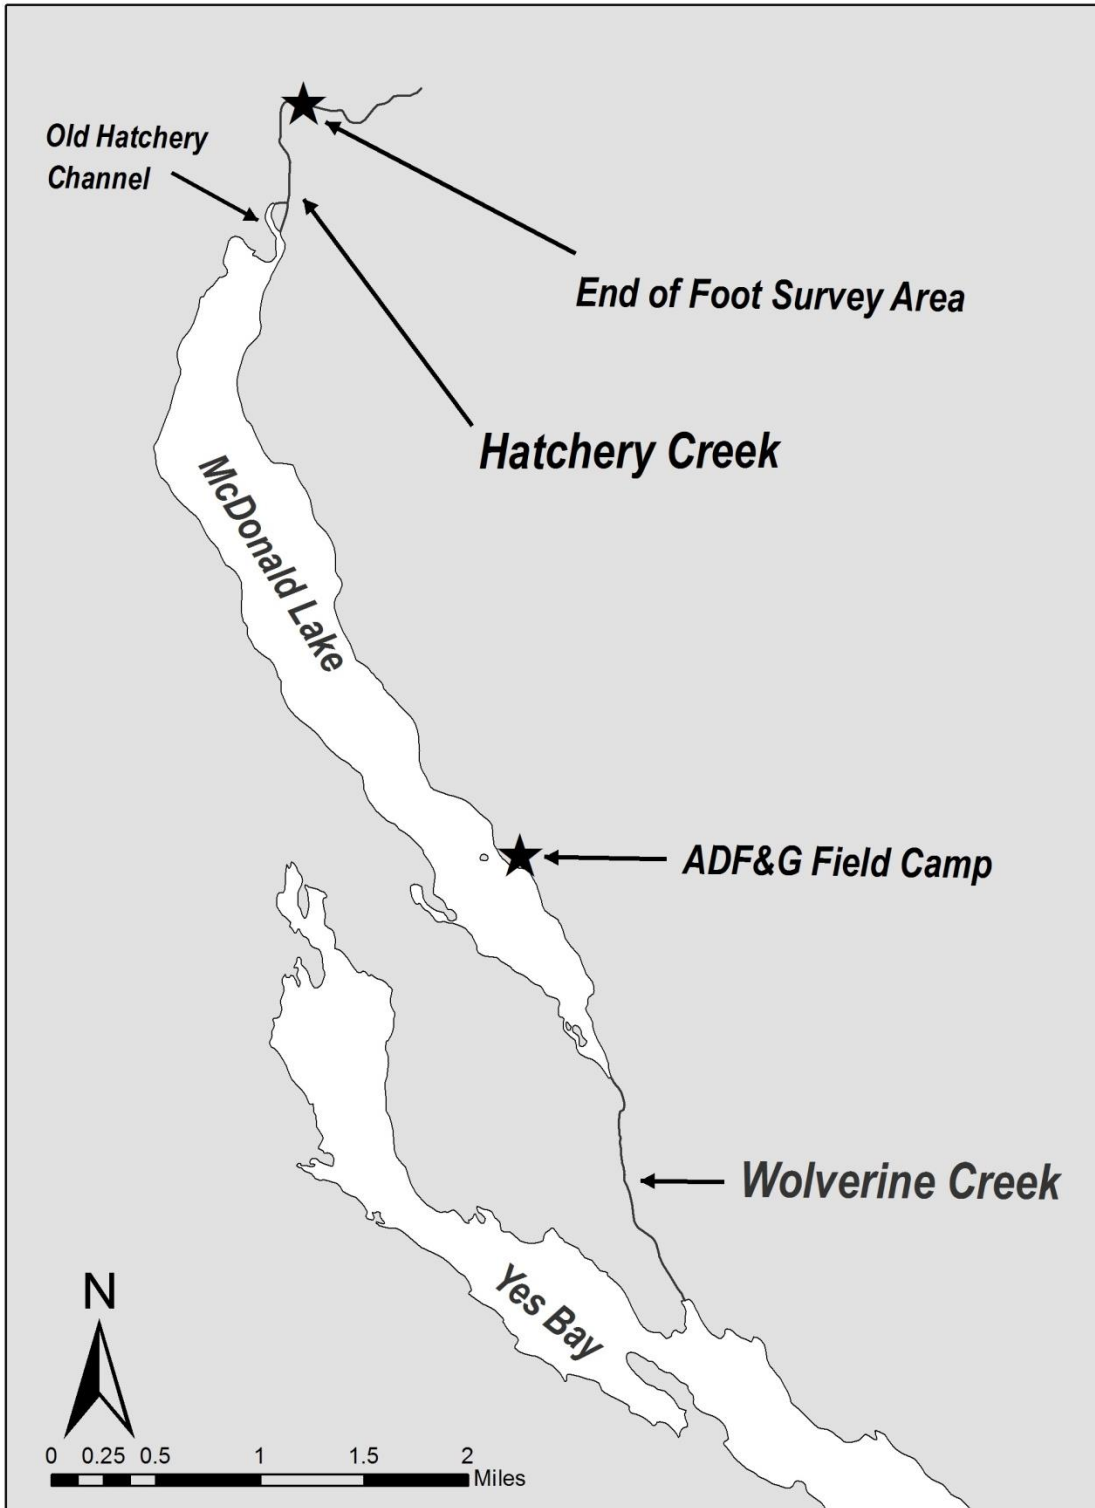 Old Hatchery
Channel
End of Foot Survey Area
Hatchery Creek
McDonald Lake
ADF&G Field Camp
Wolverine Creek
Yes Bay
N
0 0.25 0.5 1 1.5 2
Miles